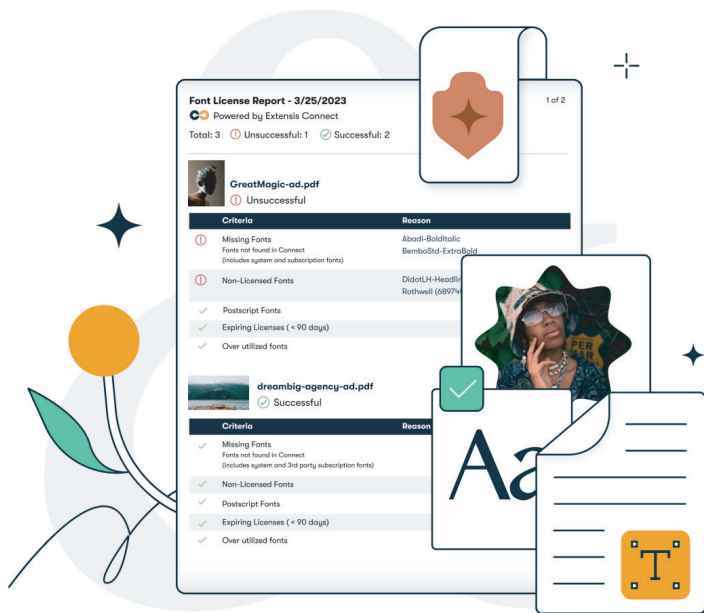 Font License Report - 3/25/2023
1 of 2
Powered by Extensis Connect
Total: 3 Unsuccessful: 1 Successful: 2
GreatMagic-ad.pdf
Unsuccessful
Criteria Reason
Missing Fonts Abadi-BoldItalic
Fonts not found in Connect BemboStd-ExtraBold
(Includes system and subscription fonts)
Non-Licensed Fonts DidotLH-Headlin
Rothwell (68974
Postscript Fonts
Expiring Licenses ( < 90 days)
Over utilized fonts
dreambig-agency-ad.pdf
Successful
Criteria Reason
Missing Fonts
Fonts not found in Connect
(Includes system and 3rd party subscription fonts)
Non-Licensed Fonts
Postscript Fonts
Expiring Licenses ( < 90 days)
Over utilized fonts
Aa
T